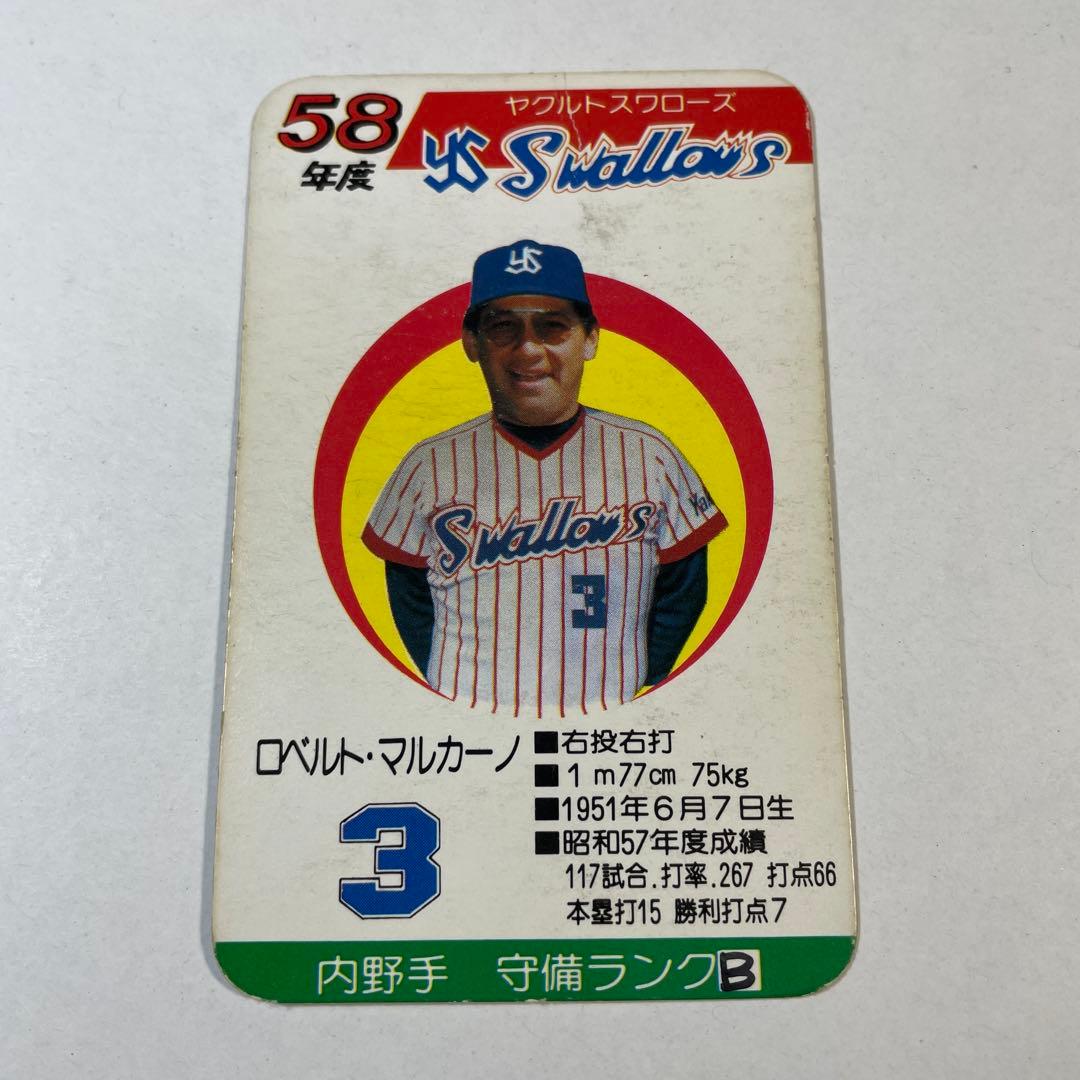 58
年度
ヤクルトスワローズ
YS Swallows
YS
Swallows
3
ロベルト・マルカーノ
3
■右投右打
■1m77cm 75kg
■1951年6月7日生
■昭和57年度成績
117試合.打率.267 打点66
本塁打15 勝利打点7
内野手 守備ランクB